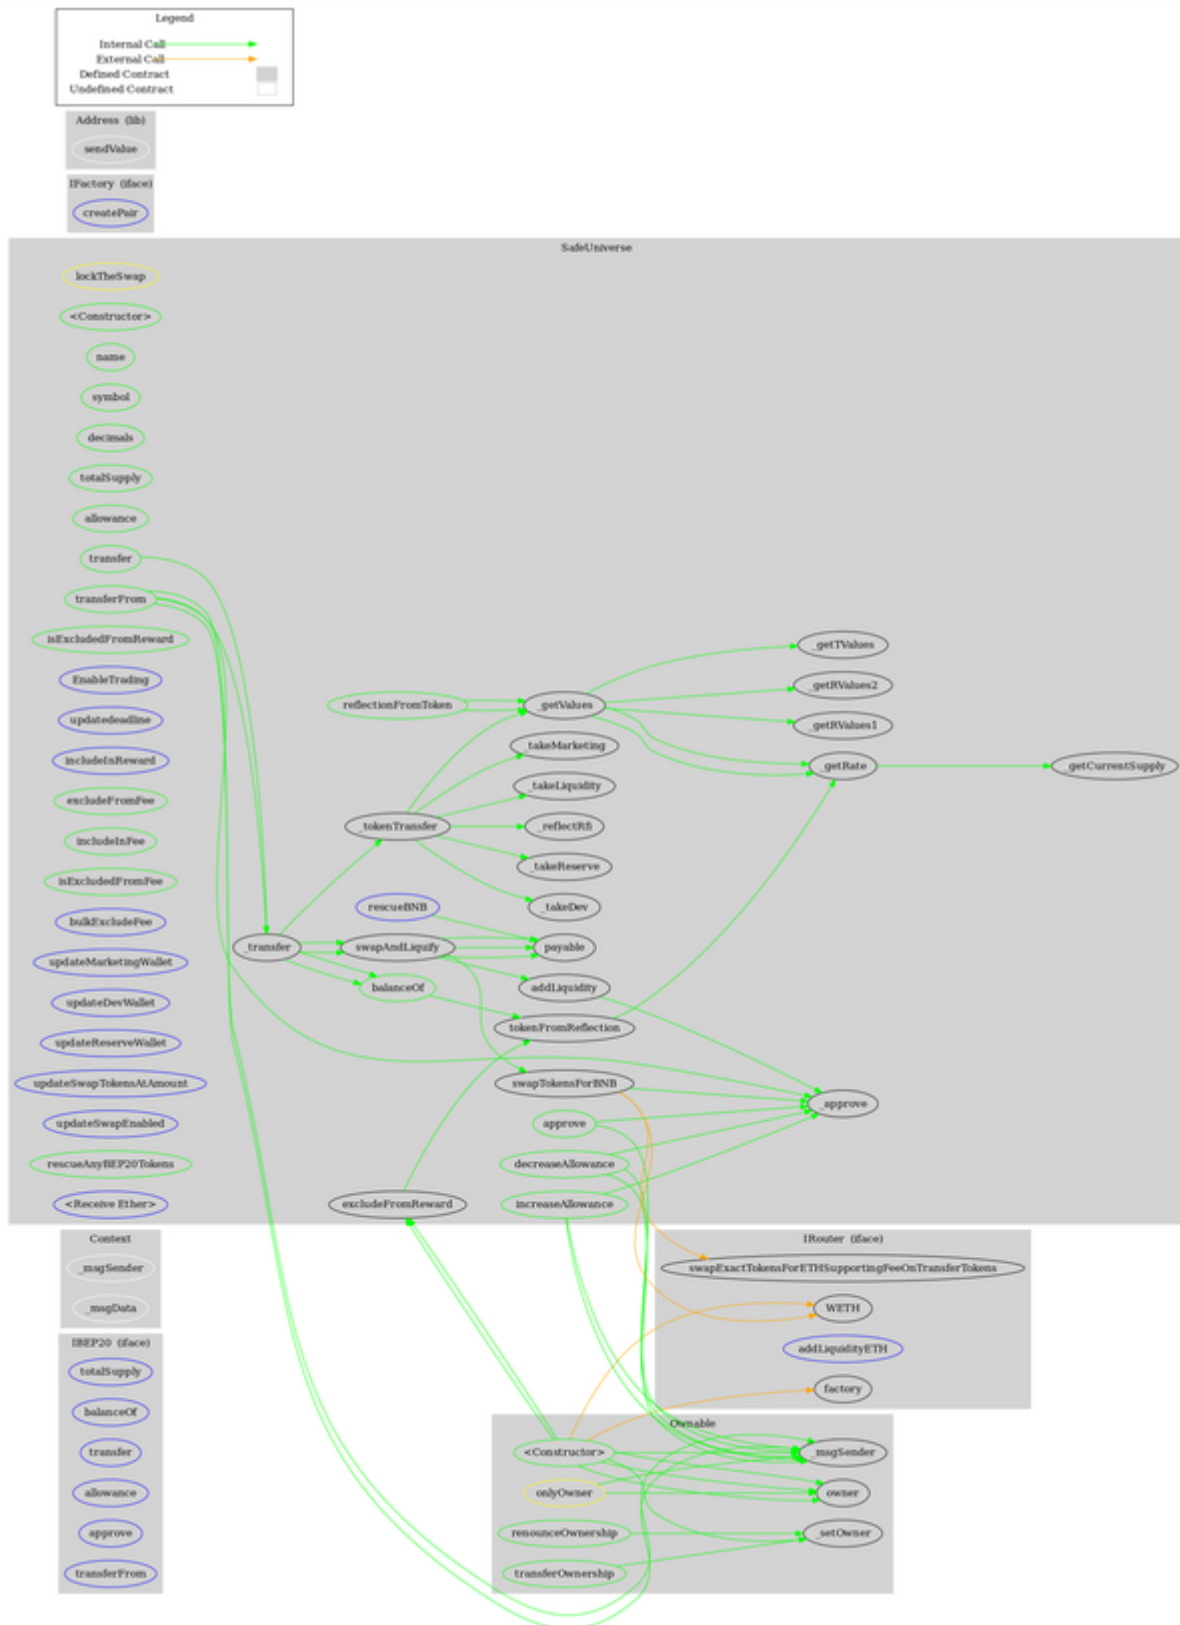 Legend
Internal Call
External Call
Defined Contract
Undefined Contract
Address (lib)
sendValue
IFactory (iface)
createPair
SafeUniverse
lockTheSwap
<Constructor>
name
symbol
decimals
totalSupply
allowance
transfer
transferFrom
isExcludedFromReward
EnableTrading
updatedeadline
includeInReward
excludeFromFee
includeInFee
isExcludedFromFee
bulkExcludeFee
updateMarketingWallet
updateDevWallet
updateReserveWallet
updateSwapTokensAtAmount
updateSwapEnabled
rescueAnyBEP20Tokens
<Receive Ether>
_transfer
reflectionFromToken
_tokenTransfer
rescueBNB
swapAndLiquify
balanceOf
excludeFromReward
_getValues
_takeMarketing
_takeLiquidity
_reflectRfi
_takeReserve
_takeDev
payable
addLiquidity
tokenFromReflection
swapTokensForBNB
approve
decreaseAllowance
increaseAllowance
_getTValues
_getRValues2
_getRValues1
_getRate
_approve
_getCurrentSupply
Context
_msgSender
_msgData
IRouter (iface)
swapExactTokensForETHSupportingFeeOnTransferTokens
WETH
addLiquidityETH
factory
IBEP20 (iface)
totalSupply
balanceOf
transfer
allowance
approve
transferFrom
Ownable
<Constructor>
onlyOwner
renounceOwnership
transferOwnership
_msgSender
owner
_setOwner